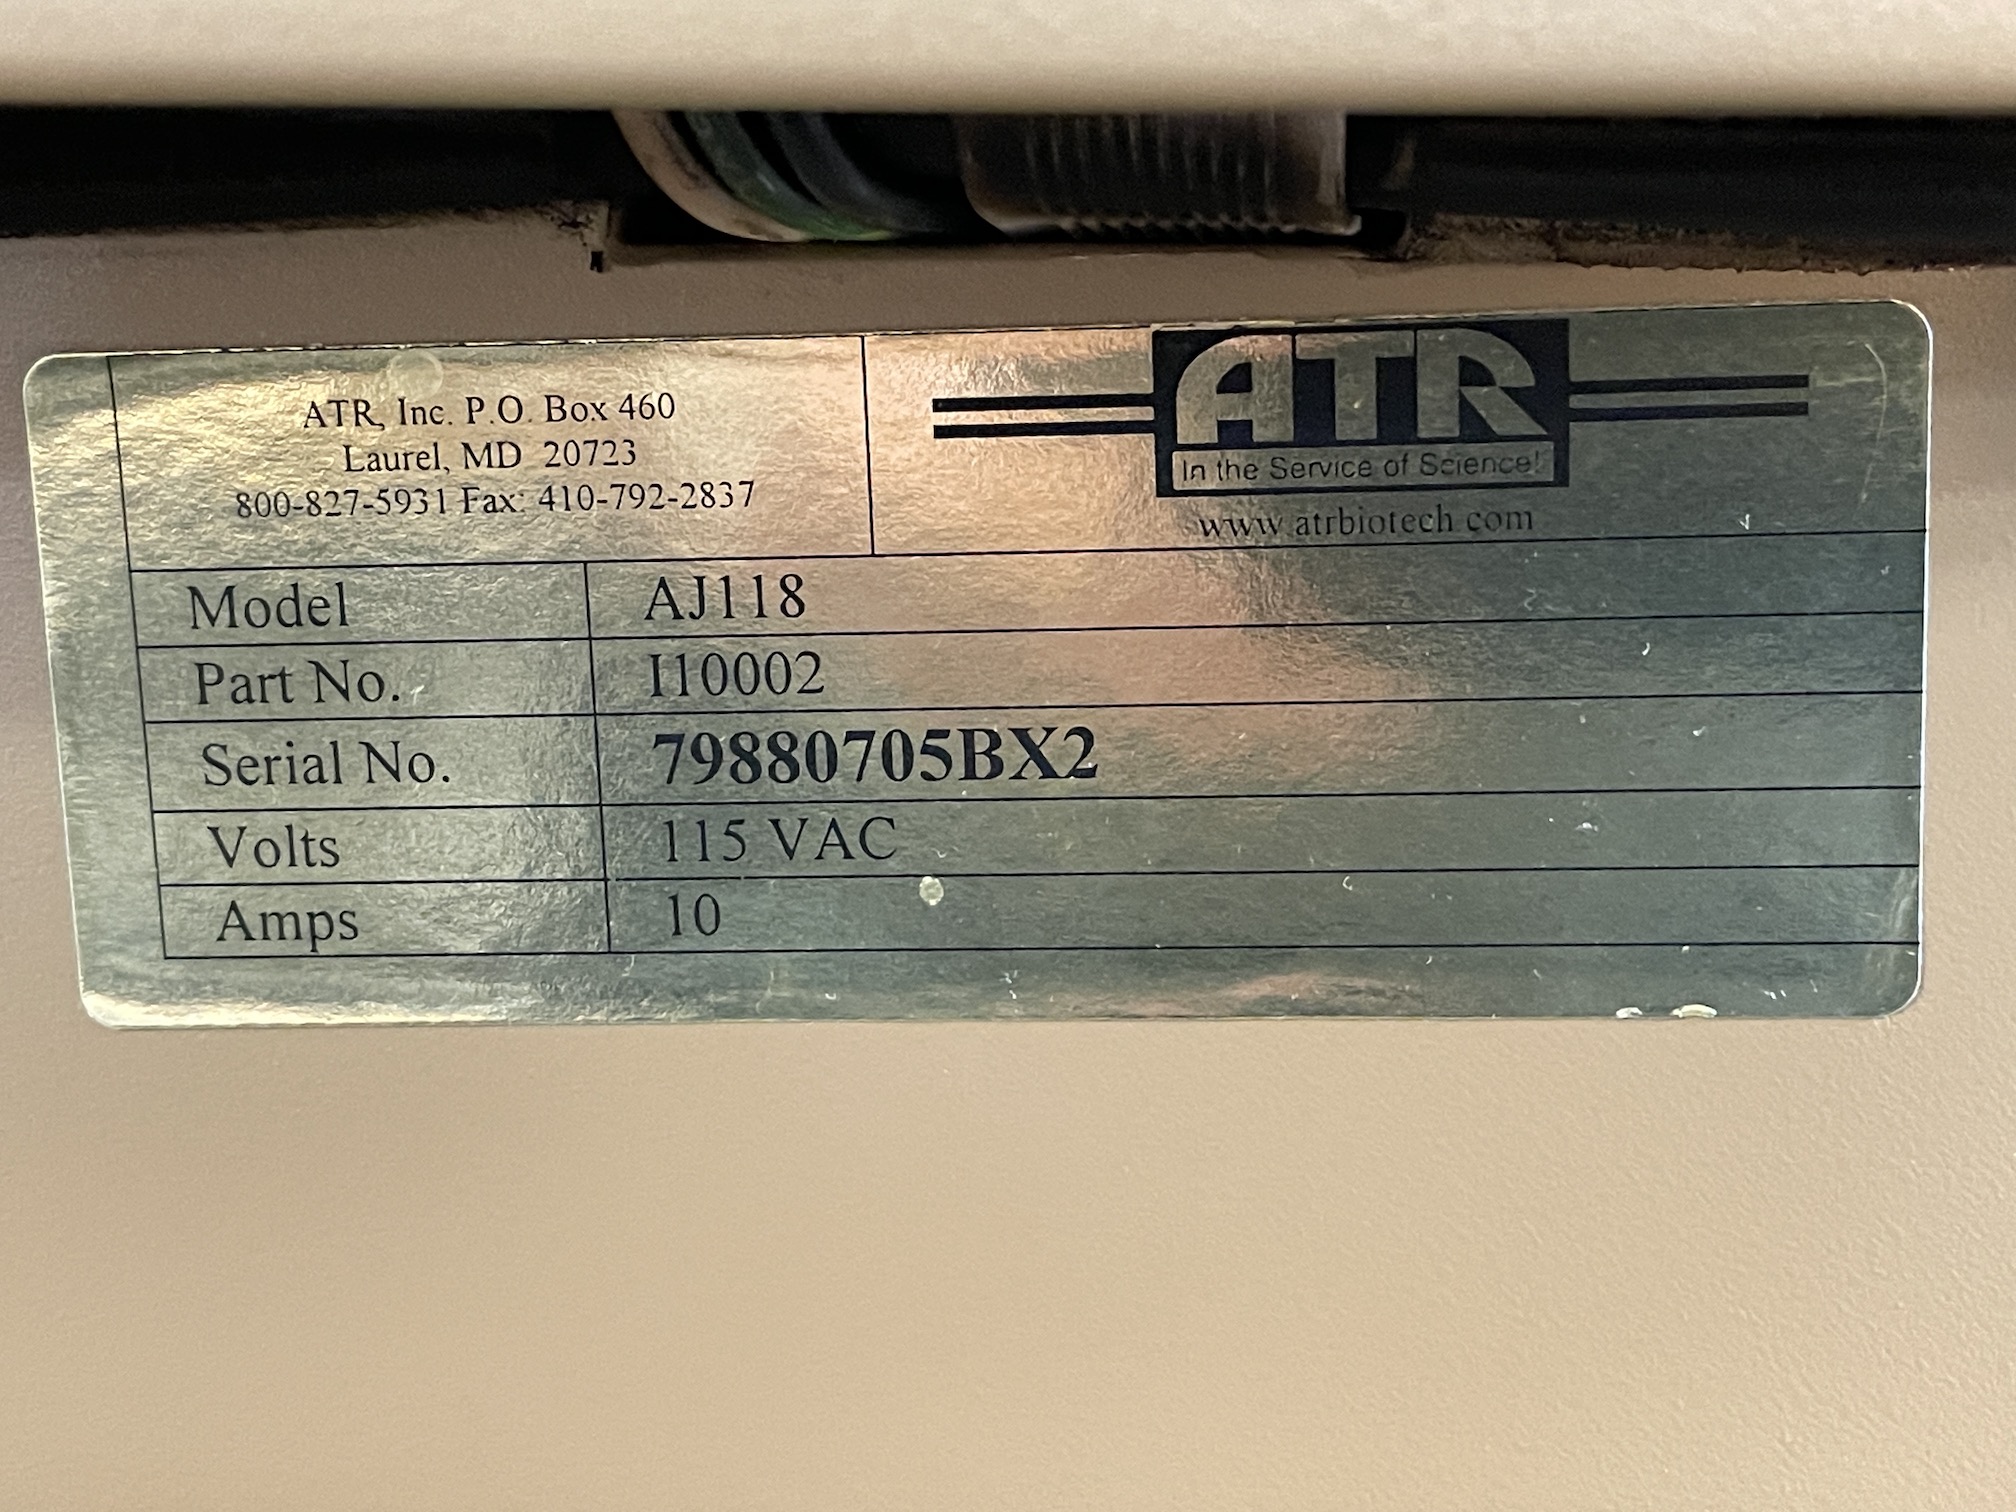 ATR, Inc. P.O. Box 460
Laurel, MD 20723
800-827-5931 Fax: 410-792-2837
ATR
In the Service of Science!
www.atrbiotech.com
Model AJ118
Part No. I10002
Serial No. 79880705BX2
Volts 115 VAC
Amps 10